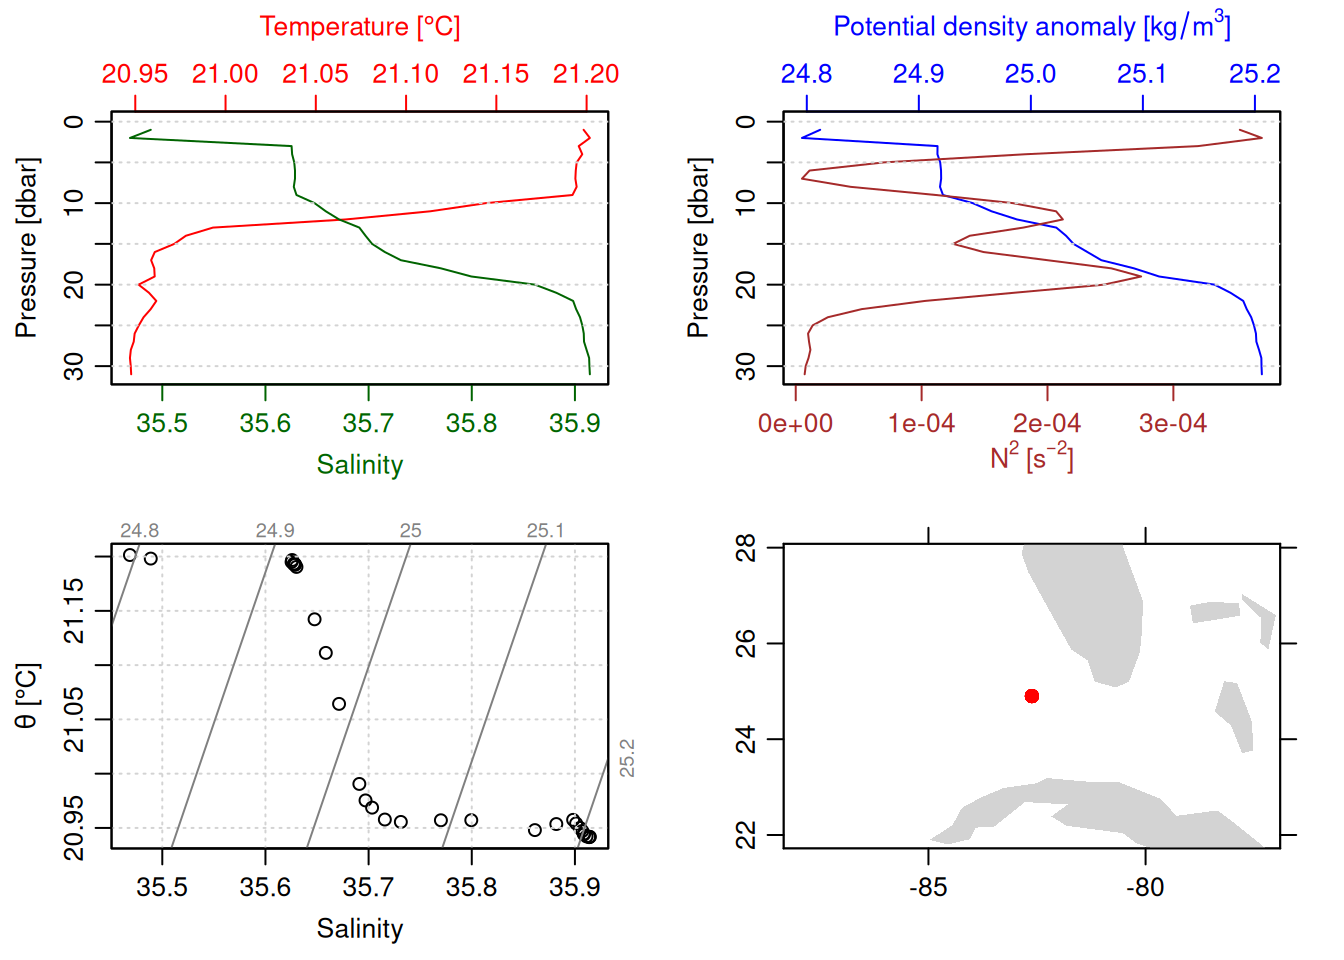 Temperature [°C]
20.95 21.00 21.05 21.10 21.15 21.20
Pressure [dbar]
0
10
20
30
35.5 35.6 35.7 35.8 35.9
Salinity
Potential density anomaly [kg/m³]
24.8 24.9 25.0 25.1 25.2
Pressure [dbar]
0
10
20
30
0e+00 1e-04 2e-04 3e-04
N² [s⁻²]
24.8 24.9 25 25.1
25.2
θ [°C]
21.15
21.05
20.95
35.5 35.6 35.7 35.8 35.9
Salinity
28
26
24
22
-85 -80